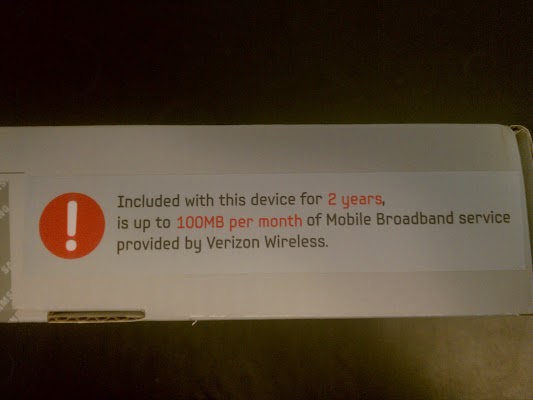 Included with this device for 2 years,
is up to 100MB per month of Mobile Broadband service
provided by Verizon Wireless.